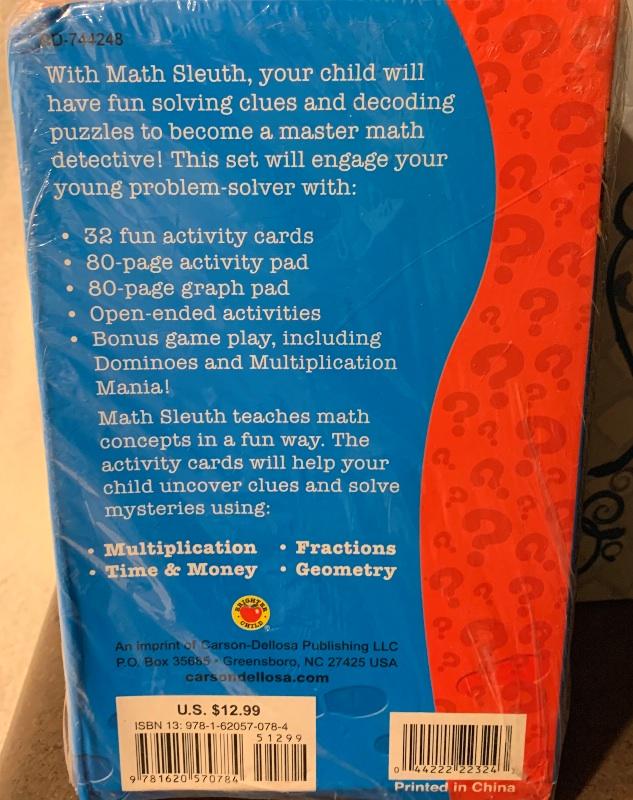 CD-744248
With Math Sleuth, your child will
have fun solving clues and decoding
puzzles to become a master math
detective! This set will engage your
young problem-solver with:
• 32 fun activity cards
• 80-page activity pad
• 80-page graph pad
• Open-ended activities
• Bonus game play, including
Dominoes and Multiplication
Mania!
Math Sleuth teaches math
concepts in a fun way. The
activity cards will help your
child uncover clues and solve
mysteries using:
• Multiplication • Fractions
• Time & Money • Geometry
BRIGHTER
CHILD
An imprint of Carson-Dellosa Publishing LLC
P.O. Box 35685 • Greensboro, NC 27425 USA
carsondellosa.com
U.S. $12.99
ISBN 13: 978-1-62057-078-4
51299
9 781620 570784
0 44222 22324
Printed in China